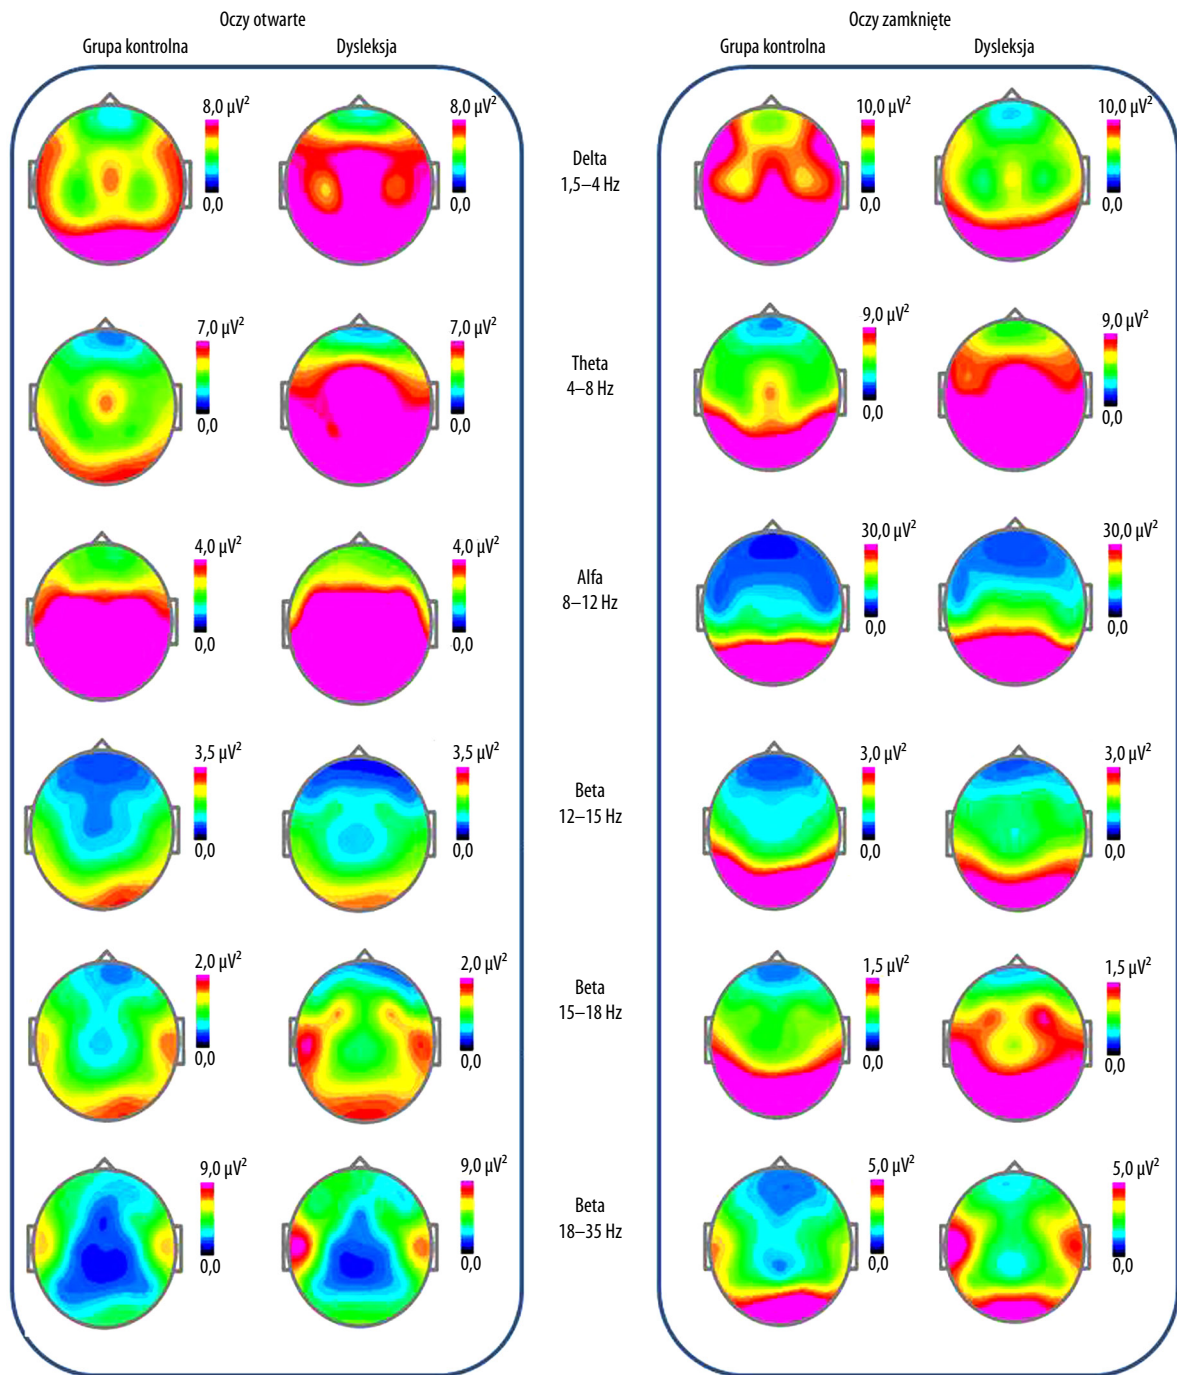 Oczy otwarte
Oczy zamknięte
Grupa kontrolna
Dysleksja
Grupa kontrolna
Dysleksja
8,0 µV²
0,0
8,0 µV²
0,0
Delta
1,5–4 Hz
10,0 µV²
0,0
10,0 µV²
0,0
7,0 µV²
0,0
7,0 µV²
0,0
Theta
4–8 Hz
9,0 µV²
0,0
9,0 µV²
0,0
4,0 µV²
0,0
4,0 µV²
0,0
Alfa
8–12 Hz
30,0 µV²
0,0
30,0 µV²
0,0
3,5 µV²
0,0
3,5 µV²
0,0
Beta
12–15 Hz
3,0 µV²
0,0
3,0 µV²
0,0
2,0 µV²
0,0
2,0 µV²
0,0
Beta
15–18 Hz
1,5 µV²
0,0
1,5 µV²
0,0
9,0 µV²
0,0
9,0 µV²
0,0
Beta
18–35 Hz
5,0 µV²
0,0
5,0 µV²
0,0